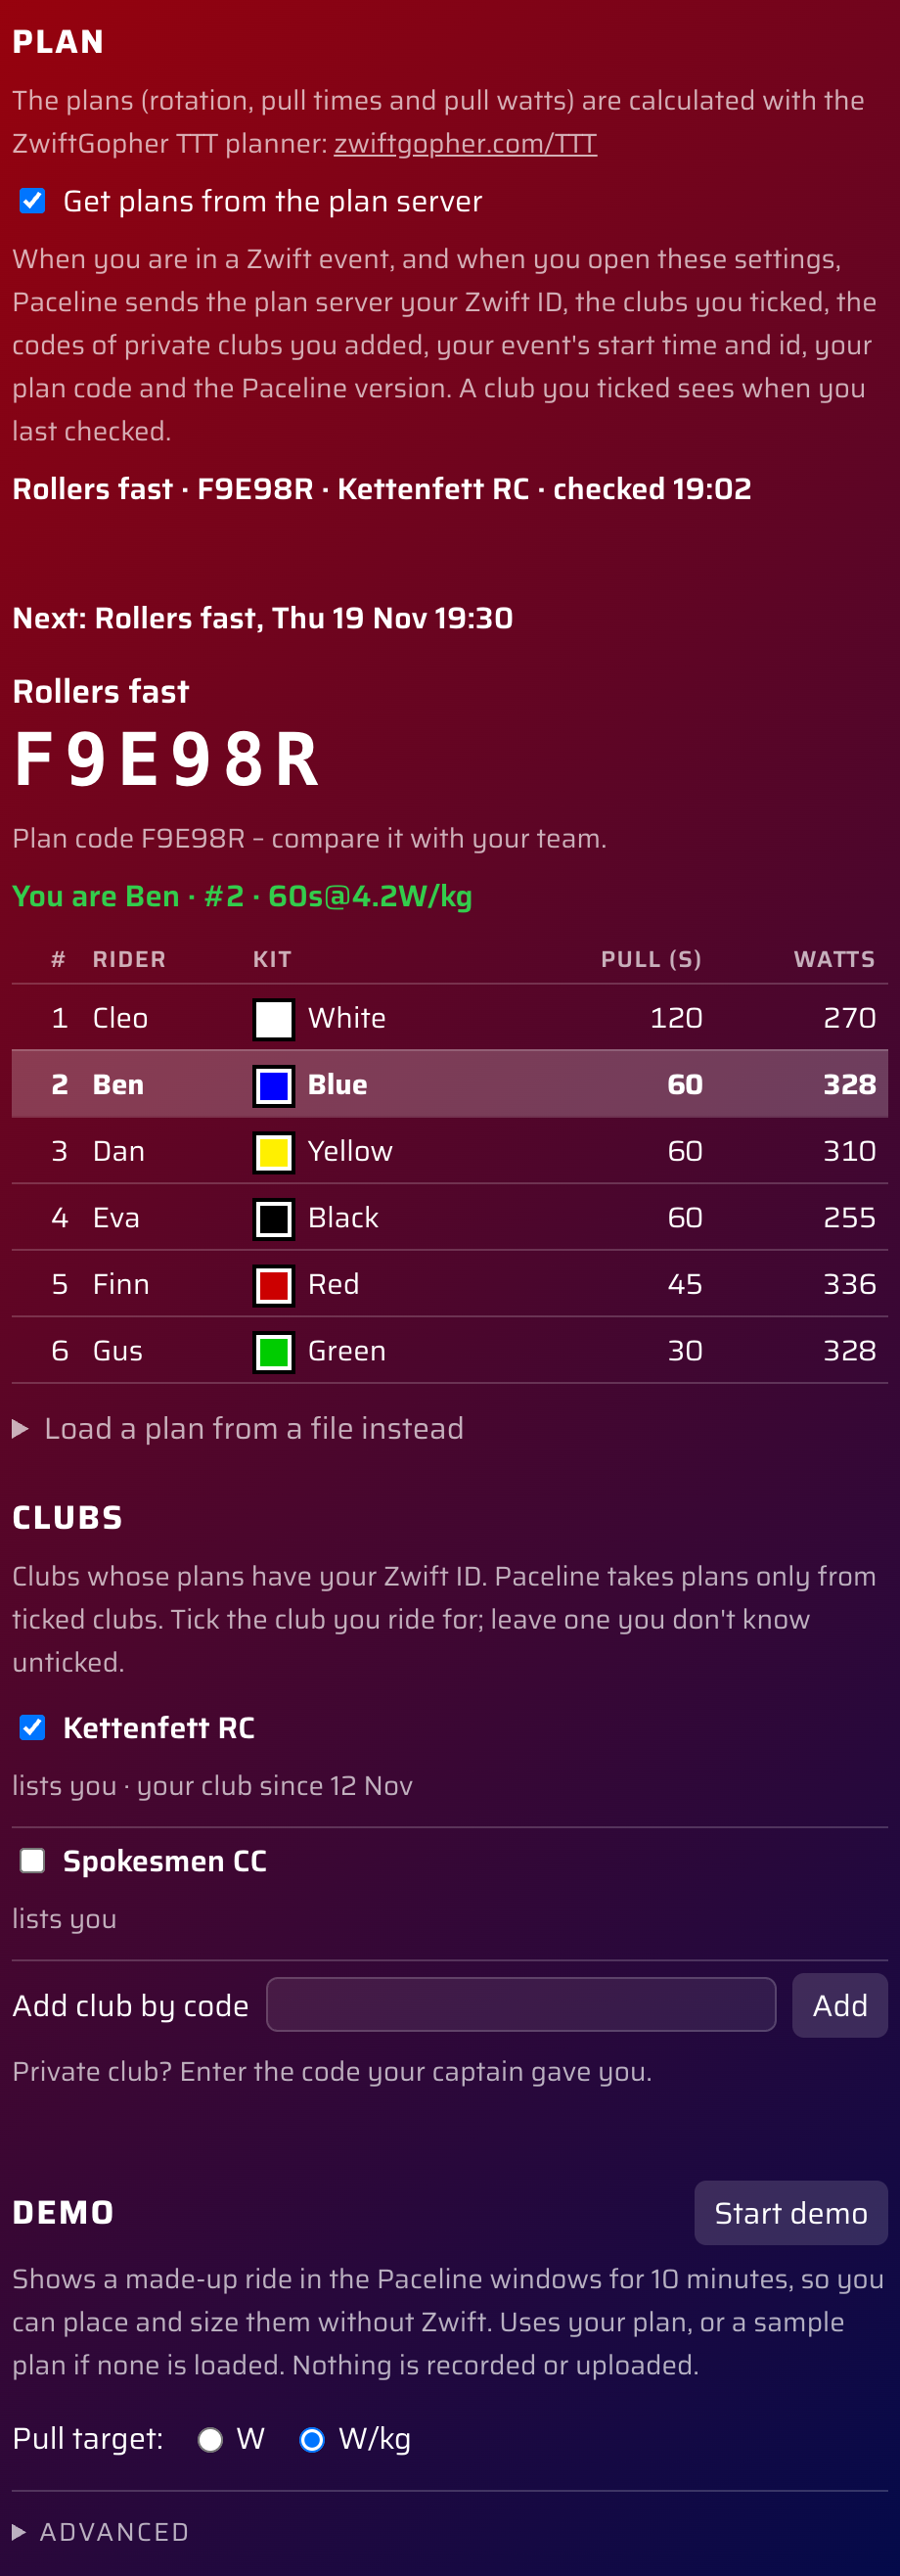 PLAN
The plans (rotation, pull times and pull watts) are calculated with the
ZwiftGopher TTT planner: zwiftgopher.com/TTT
Get plans from the plan server
When you are in a Zwift event, and when you open these settings,
Paceline sends the plan server your Zwift ID, the clubs you ticked, the
codes of private clubs you added, your event's start time and id, your
plan code and the Paceline version. A club you ticked sees when you
last checked.
Rollers fast · F9E98R · Kettenfett RC · checked 19:02
Next: Rollers fast, Thu 19 Nov 19:30
Rollers fast
F9E98R
Plan code F9E98R – compare it with your team.
You are Ben · #2 · 60s@4.2W/kg
# RIDER KIT PULL (S) WATTS
1 Cleo White 120 270
2 Ben Blue 60 328
3 Dan Yellow 60 310
4 Eva Black 60 255
5 Finn Red 45 336
6 Gus Green 30 328
Load a plan from a file instead
CLUBS
Clubs whose plans have your Zwift ID. Paceline takes plans only from
ticked clubs. Tick the club you ride for; leave one you don't know
unticked.
Kettenfett RC
lists you · your club since 12 Nov
Spokesmen CC
lists you
Add club by code Add
Private club? Enter the code your captain gave you.
DEMO Start demo
Shows a made-up ride in the Paceline windows for 10 minutes, so you
can place and size them without Zwift. Uses your plan, or a sample
plan if none is loaded. Nothing is recorded or uploaded.
Pull target: W W/kg
ADVANCED